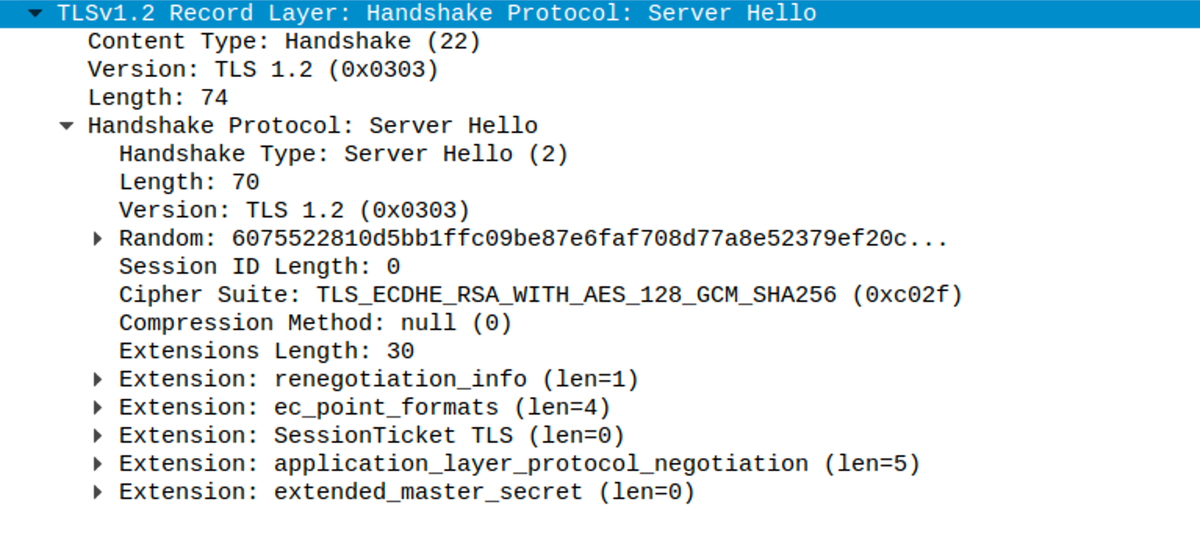 TLSv1.2 Record Layer: Handshake Protocol: Server Hello
Content Type: Handshake (22)
Version: TLS 1.2 (0x0303)
Length: 74
Handshake Protocol: Server Hello
Handshake Type: Server Hello (2)
Length: 70
Version: TLS 1.2 (0x0303)
Random: 6075522810d5bb1ffc09be87e6faf708d77a8e52379ef20c...
Session ID Length: 0
Cipher Suite: TLS_ECDHE_RSA_WITH_AES_128_GCM_SHA256 (0xc02f)
Compression Method: null (0)
Extensions Length: 30
Extension: renegotiation_info (len=1)
Extension: ec_point_formats (len=4)
Extension: SessionTicket TLS (len=0)
Extension: application_layer_protocol_negotiation (len=5)
Extension: extended_master_secret (len=0)